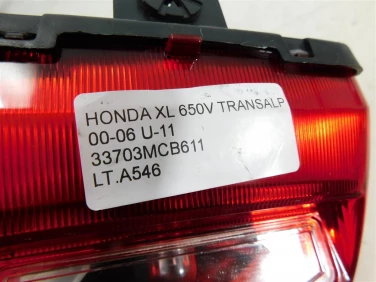 HONDA XL 650V TRANSALP
00-06 U-11
33703MCB611
LT.A546